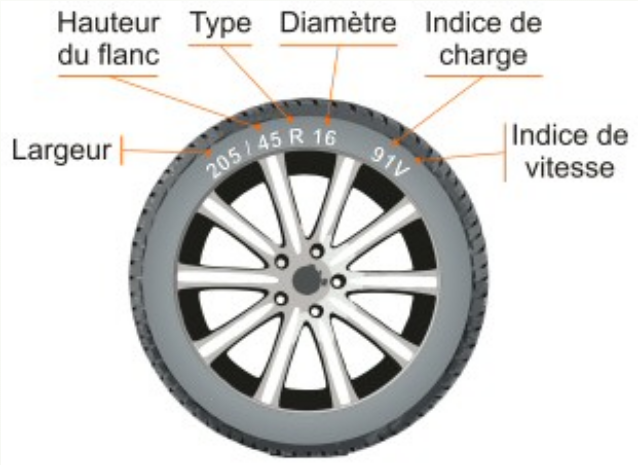 Hauteur
du flanc
Type
Diamètre
Indice de
charge
Largeur
205 / 45 R 16
91V
Indice de
vitesse